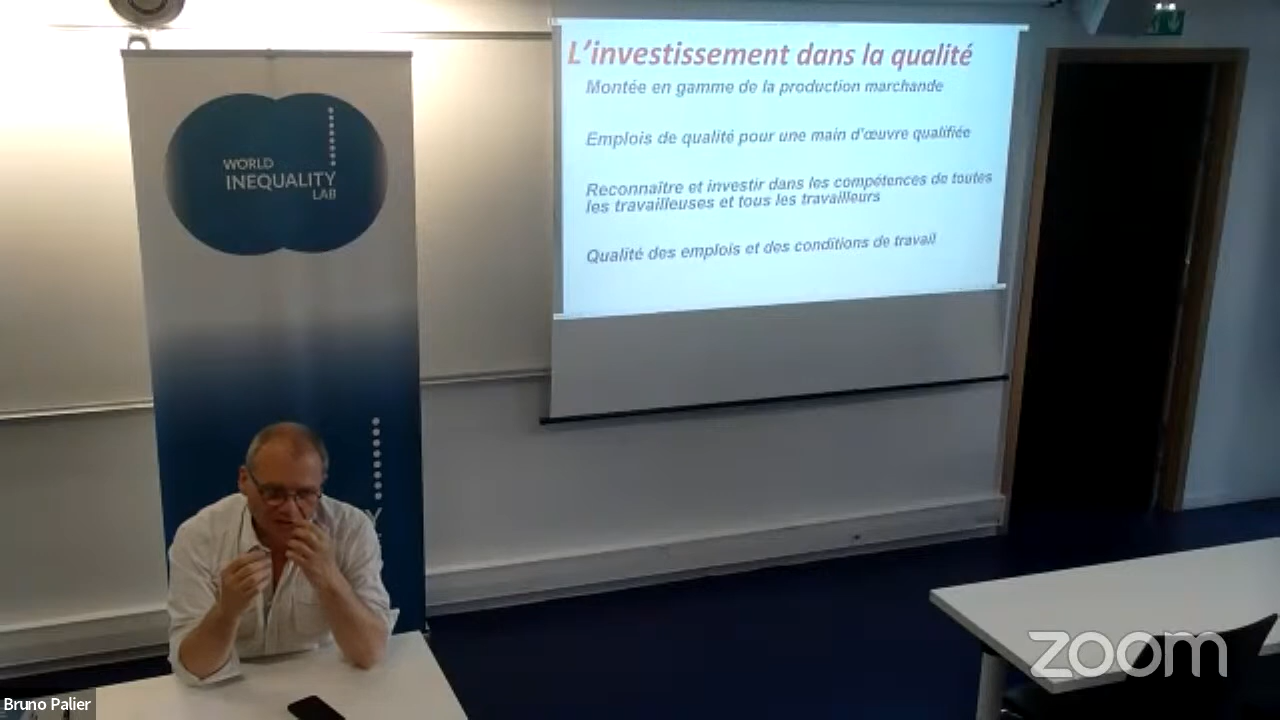 L'investissement dans la qualité
Montée en gamme de la production marchande
Emplois de qualité pour une main d'œuvre qualifiée
Reconnaître et investir dans les compétences de toutes
les travailleuses et tous les travailleurs
Qualité des emplois et des conditions de travail
WORLD
INEQUALITY
LAB
Y
Bruno Palier
zoom